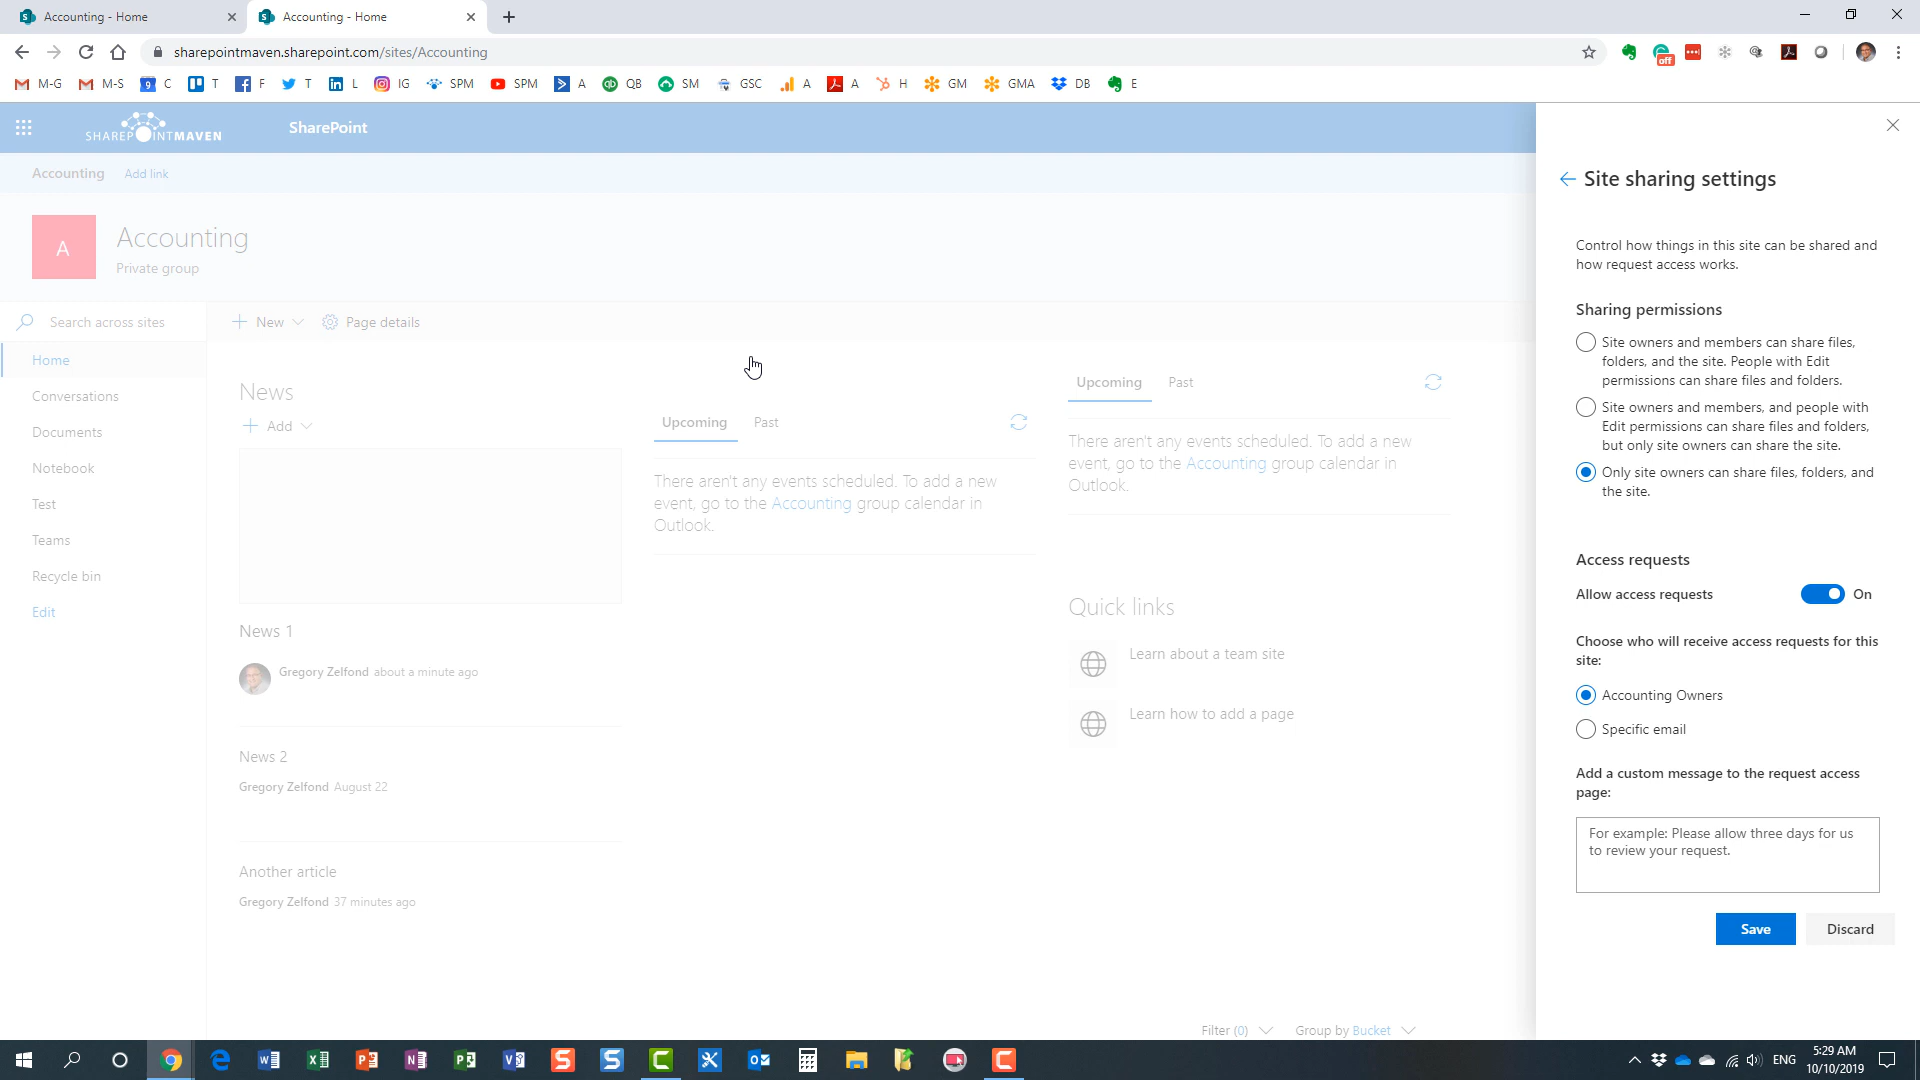 Accounting - Home
Accounting - Home
sharepointmaven.sharepoint.com/sites/Accounting
M-G M-S C T F T L IG SPM SPM A QB SM GSC A A H GM GMA DB E
off
9
SHAREPOINTMAVEN
SharePoint
Accounting Add link
A
Accounting
Private group
Search across sites
New
Page details
Home
Conversations
Documents
Notebook
Test
Teams
Recycle bin
Edit
News
Add
News 1
Gregory Zelfond about a minute ago
News 2
Gregory Zelfond August 22
Another article
Gregory Zelfond 37 minutes ago
Upcoming Past
There aren't any events scheduled. To add a new
event, go to the Accounting group calendar in
Outlook.
Upcoming Past
There aren't any events scheduled. To add a new
event, go to the Accounting group calendar in
Outlook.
Quick links
Learn about a team site
Learn how to add a page
Filter (0) Group by Bucket
Site sharing settings
Control how things in this site can be shared and
how request access works.
Sharing permissions
Site owners and members can share files,
folders, and the site. People with Edit
permissions can share files and folders.
Site owners and members, and people with
Edit permissions can share files and folders,
but only site owners can share the site.
Only site owners can share files, folders, and
the site.
Access requests
Allow access requests On
Choose who will receive access requests for this
site:
Accounting Owners
Specific email
Add a custom message to the request access
page:
For example: Please allow three days for us
to review your request.
Save Discard
ENG
5:29 AM
10/10/2019